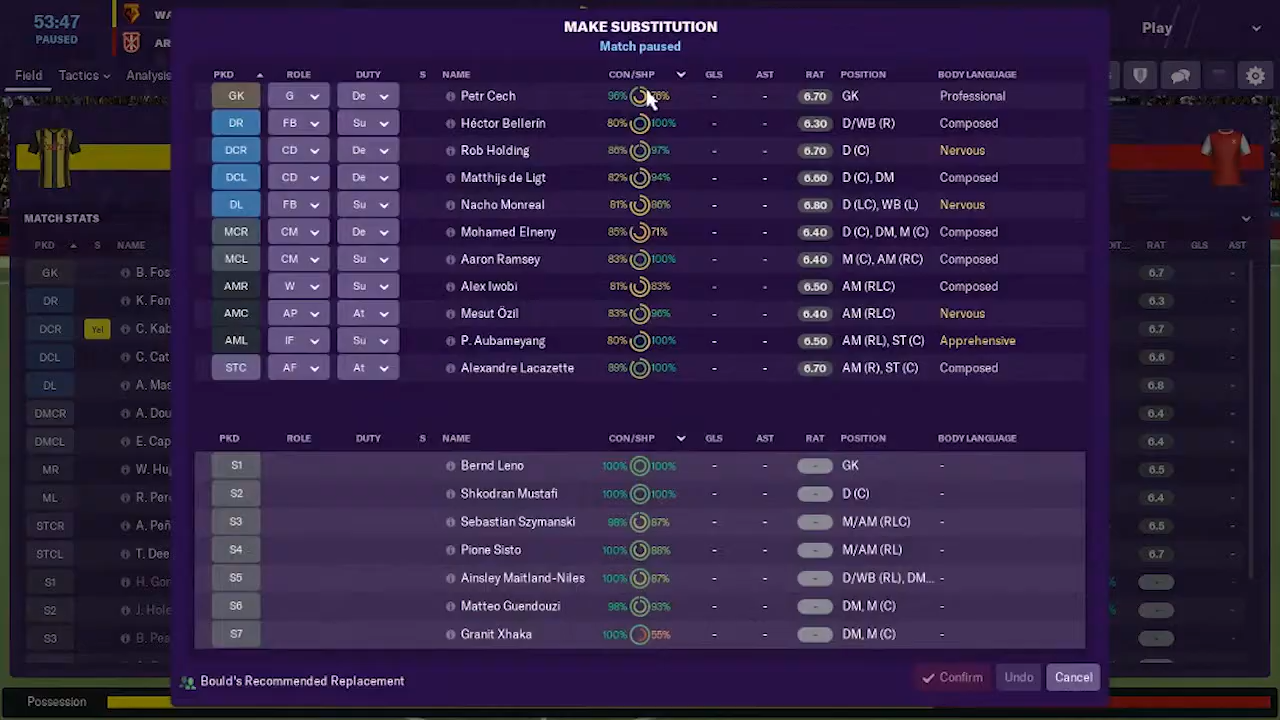 MAKE SUBSTITUTION
Match paused
53:47
PAUSED
WA
AR
Play
Field Tactics Analysis
PKD ROLE DUTY S NAME CON/SHP GLS AST RAT POSITION BODY LANGUAGE
GK G De Petr Cech 96% 76% - - 6.70 GK Professional
DR FB Su Héctor Bellerín 80% 100% - - 6.30 D/WB (R) Composed
DCR CD De Rob Holding 86% 97% - - 6.70 D (C) Nervous
DCL CD De Matthijs de Ligt 82% 94% - - 6.60 D (C), DM Composed
DL FB Su Nacho Monreal 81% 86% - - 6.80 D (LC), WB (L) Nervous
MCR CM De Mohamed Elneny 85% 71% - - 6.40 D (C), DM, M (C) Composed
MCL CM Su Aaron Ramsey 83% 100% - - 6.40 M (C), AM (RC) Composed
AMR W Su Alex Iwobi 81% 83% - - 6.50 AM (RLC) Composed
AMC AP At Mesut Özil 83% 96% - - 6.40 AM (RLC) Nervous
AML IF Su P. Aubameyang 80% 100% - - 6.50 AM (RL), ST (C) Apprehensive
STC AF At Alexandre Lacazette 89% 100% - - 6.70 AM (R), ST (C) Composed
PKD ROLE DUTY S NAME CON/SHP GLS AST RAT POSITION BODY LANGUAGE
S1 Bernd Leno 100% 100% - - - GK -
S2 Shkodran Mustafi 100% 100% - - - D (C) -
S3 Sebastian Szymanski 98% 87% - - - M/AM (RLC) -
S4 Pione Sisto 100% 88% - - - M/AM (RL) -
S5 Ainsley Maitland-Niles 100% 87% - - - D/WB (RL), DM... -
S6 Matteo Guendouzi 98% 93% - - - DM, M (C) -
S7 Granit Xhaka 100% 55% - - - DM, M (C) -
Bould's Recommended Replacement
Confirm Undo Cancel
MATCH STATS
PKD S NAME
GK B. Fos
DR K. Fen
DCR Yel C. Kab
DCL C. Cat
DL A. Mas
DMCR A. Dou
DMCL E. Cap
MR W. Hu
ML R. Per
STCR A. Peñ
STCL T. Dee
S1 H. Gor
S2 J. Hole
S3 B. Pea
RAT GLS AST
6.7 -
6.3 -
6.7 -
6.6 -
6.8 -
6.4 -
6.4 -
6.5 -
6.4 -
6.5 -
6.7 -
- -
- -
- -
Possession